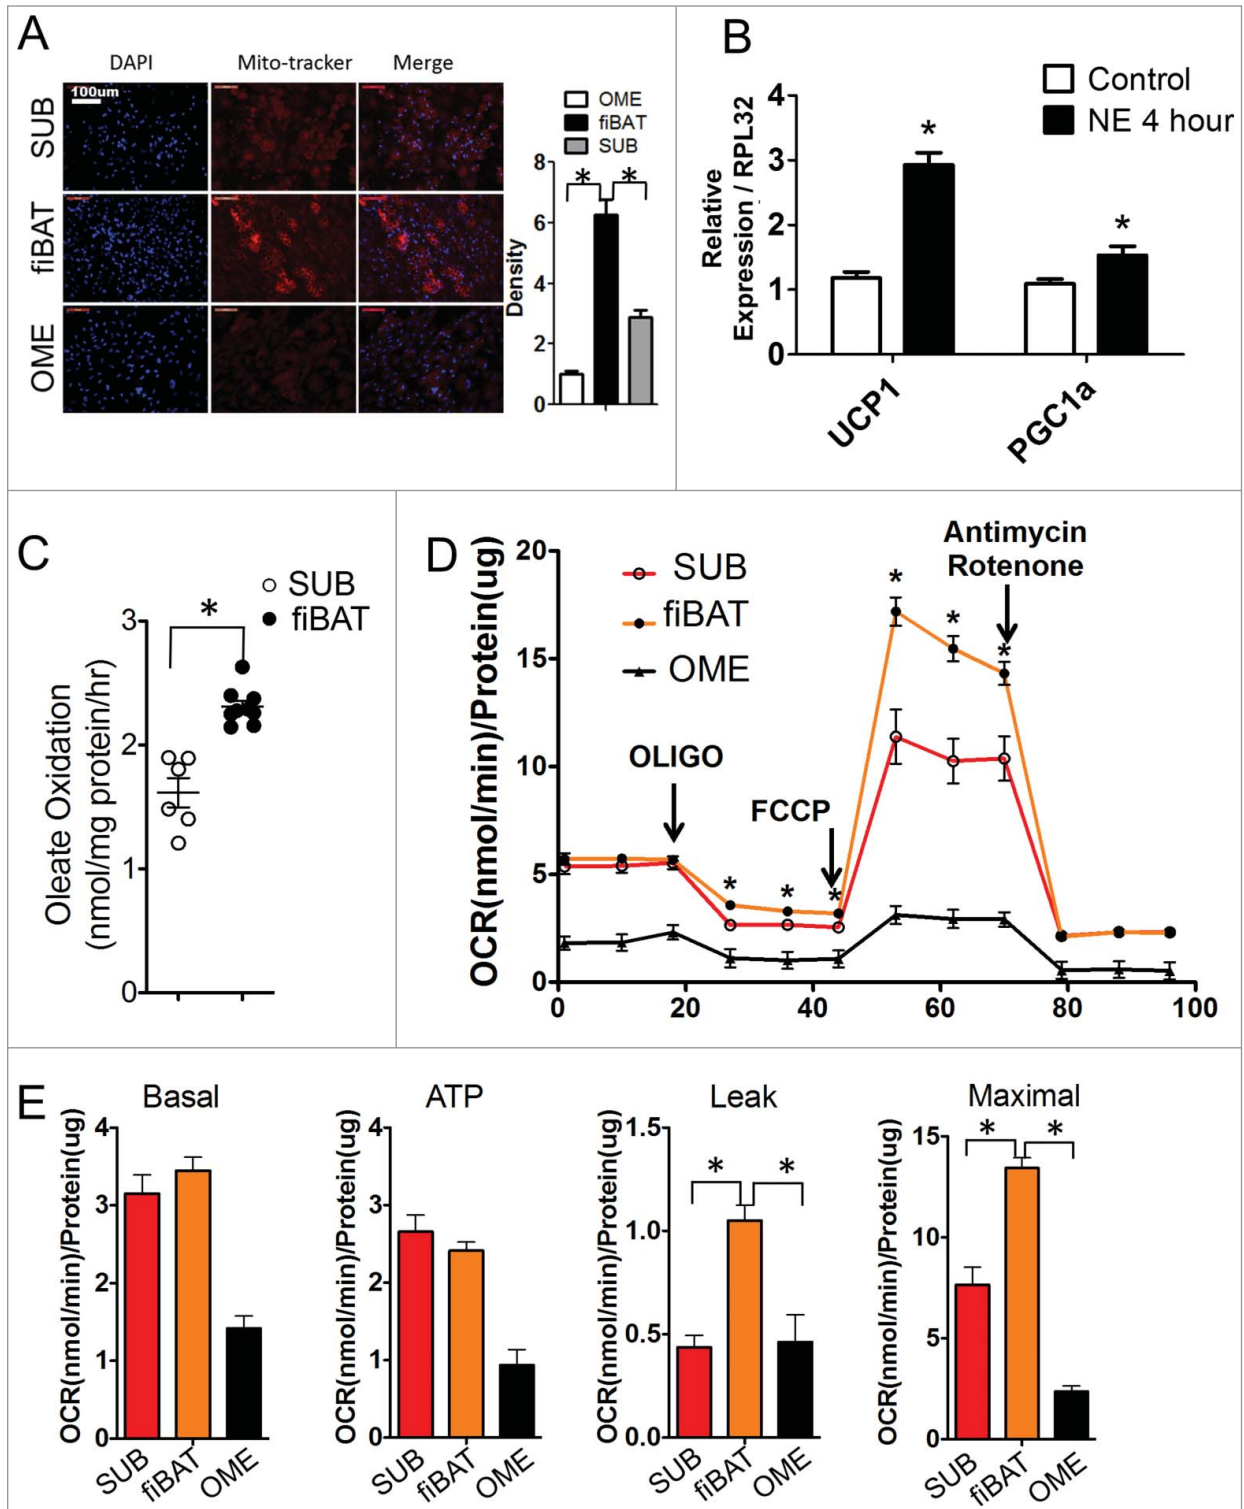 A
DAPI Mito-tracker Merge
100um
SUB
fiBAT
OME
OME
fiBAT
SUB
Density
8
6
4
2
0
* *
B
Control
NE 4 hour
Relative
Expression / RPL32
4
3
2
1
0
*
*
UCP1
PGC1a
C
SUB
fiBAT
*
Oleate Oxidation
(nmol/mg protein/hr)
3
2
1
0
D
OCR(nmol/min)/Protein(ug)
20
15
10
5
0
SUB
fiBAT
OME
OLIGO
FCCP
Antimycin
Rotenone
* * *
* * *
0 20 40 60 80 100
E
Basal
OCR(nmol/min)/Protein(ug)
4
3
2
1
0
SUB fiBAT OME
ATP
OCR(nmol/min)/Protein(ug)
4
3
2
1
0
SUB fiBAT OME
Leak
OCR(nmol/min)/Protein(ug)
1.5
1.0
0.5
0.0
* *
SUB fiBAT OME
Maximal
OCR(nmol/min)/Protein(ug)
15
10
5
0
* *
SUB fiBAT OME